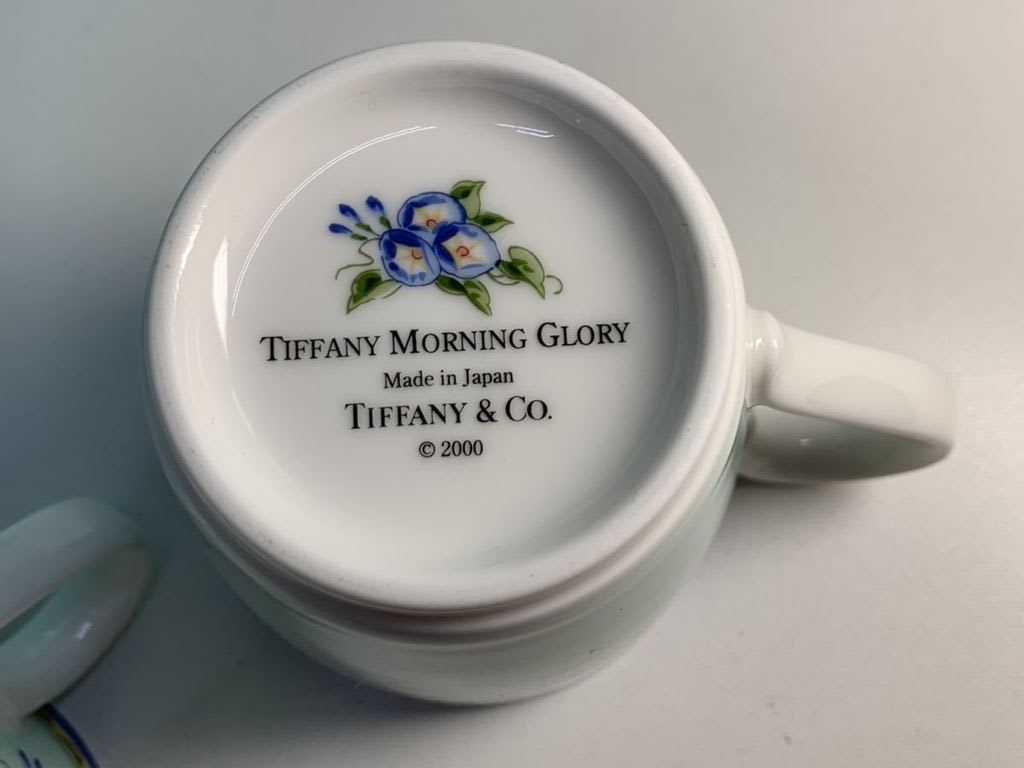 TIFFANY MORNING GLORY
Made in Japan
TIFFANY & CO.
© 2000